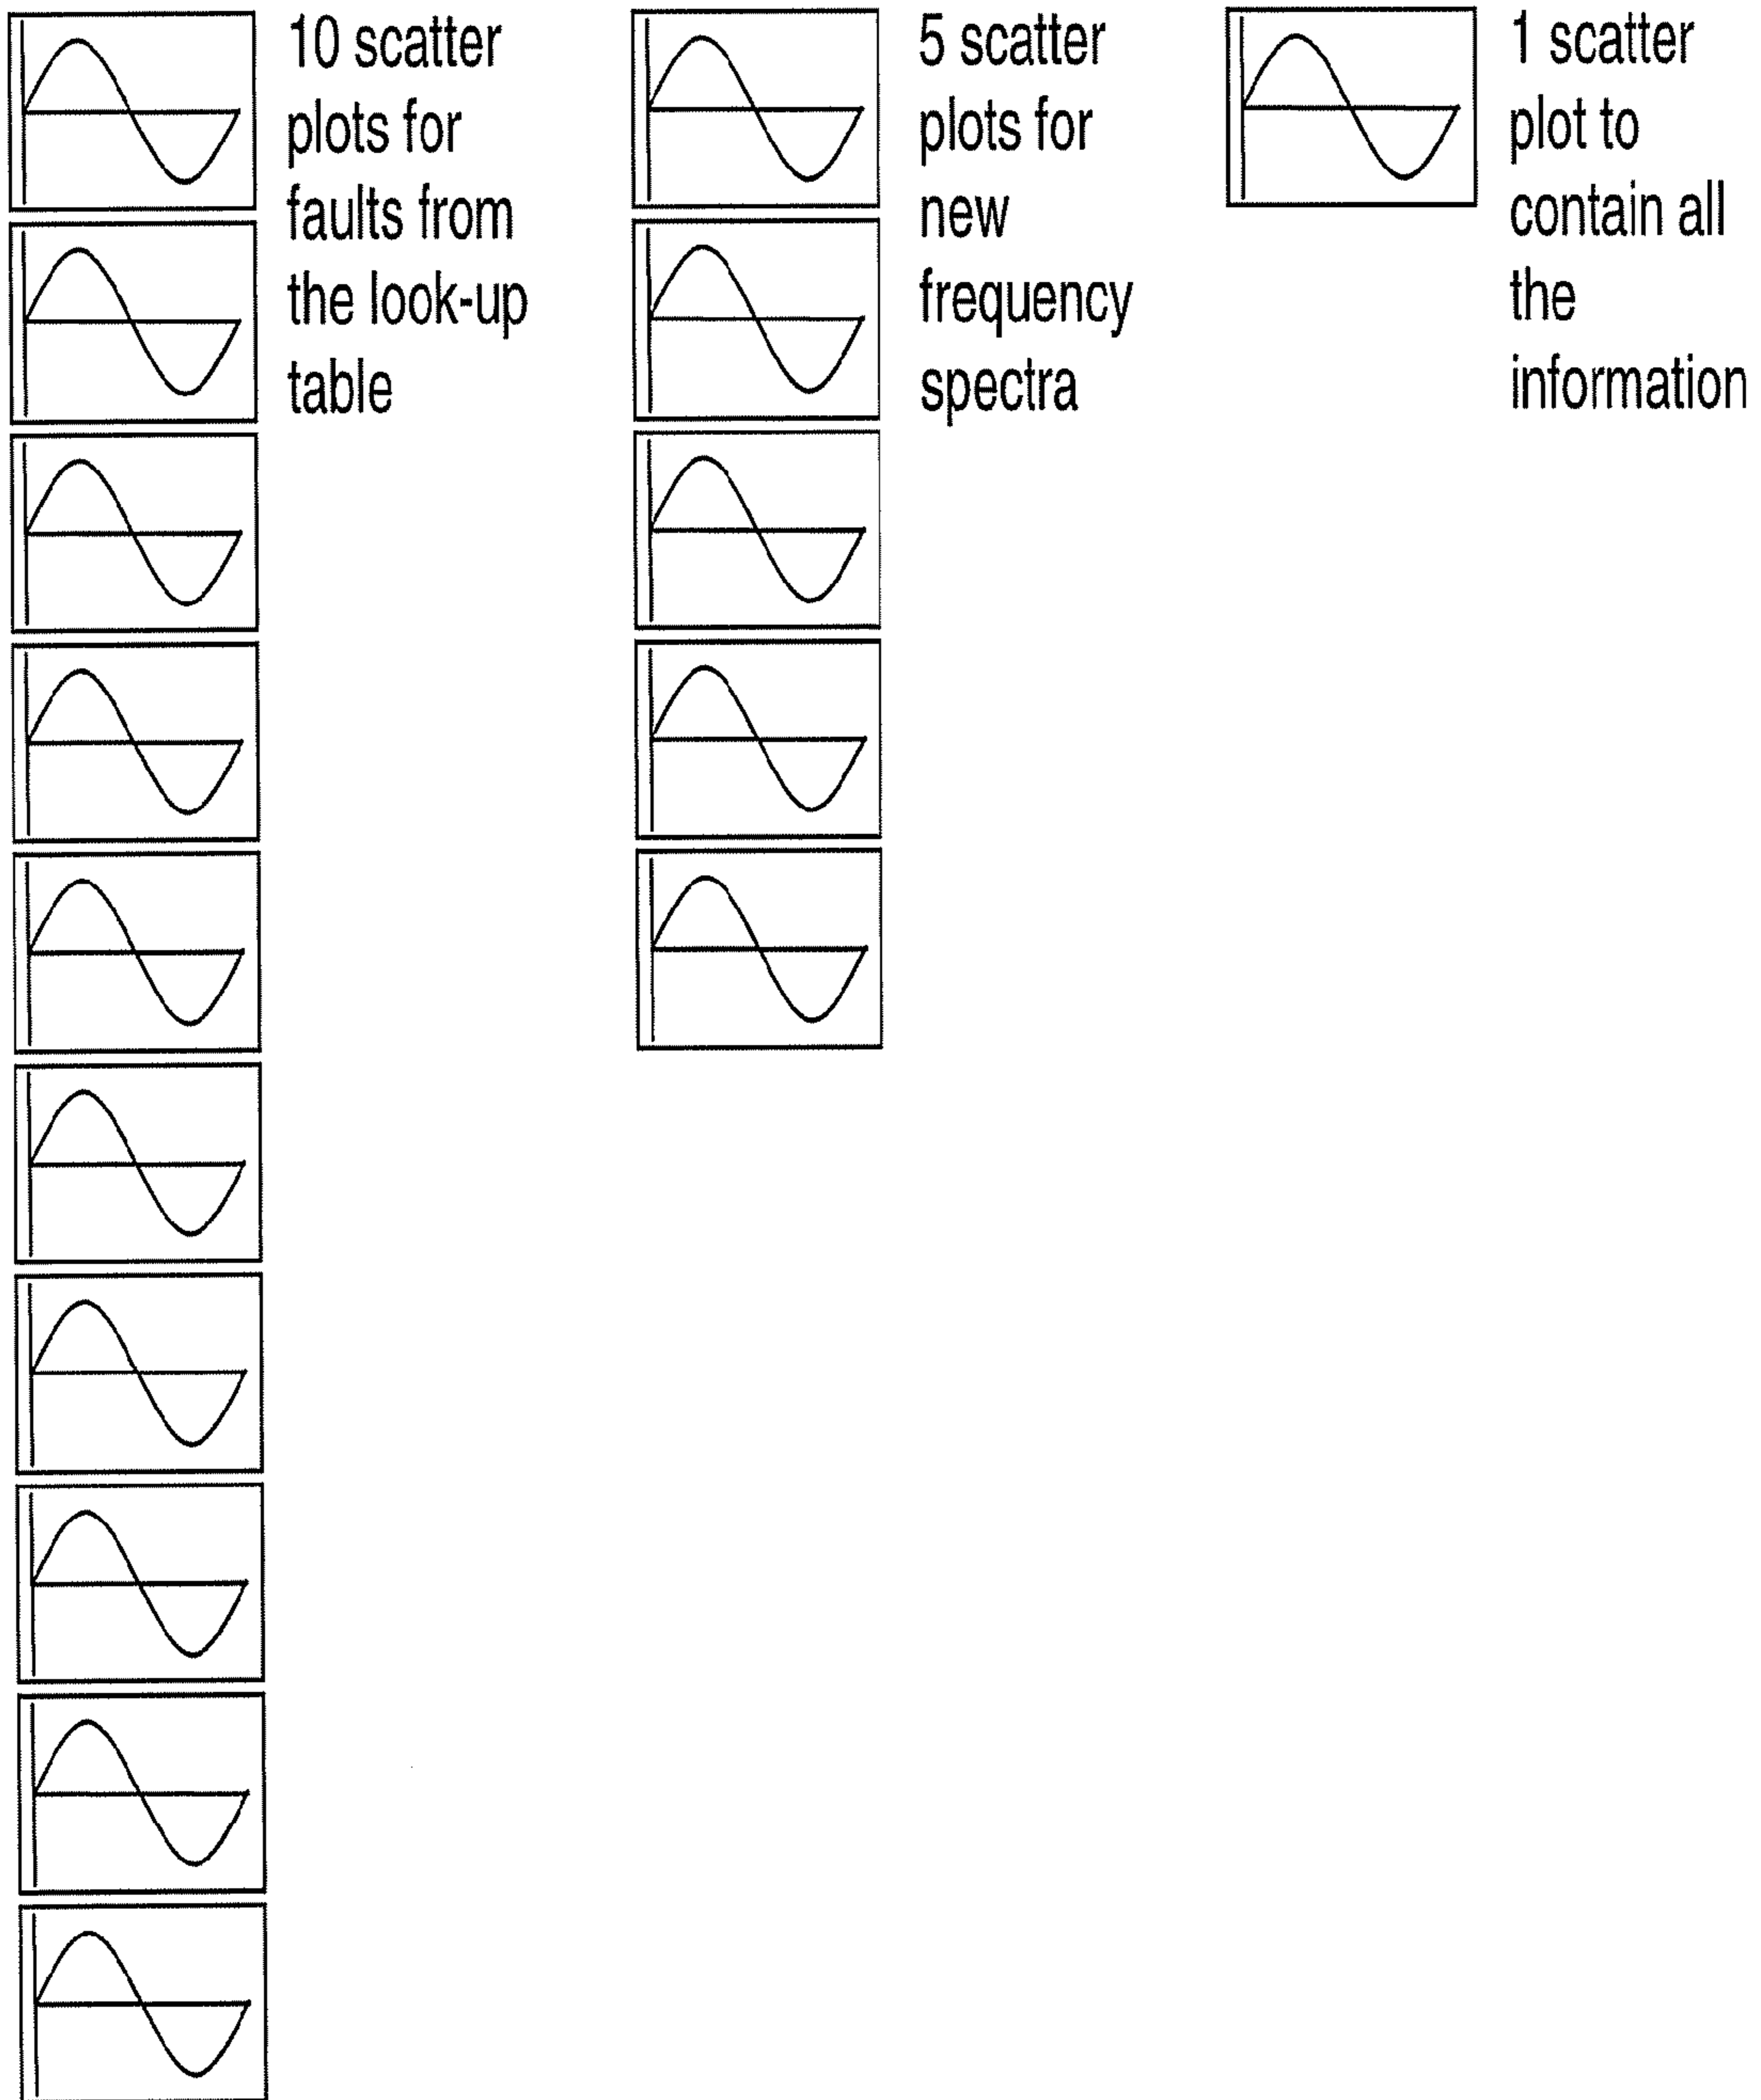 10 scatter
plots for
faults from
the look-up
table
5 scatter
plots for
new
frequency
spectra
1 scatter
plot to
contain all
the
information